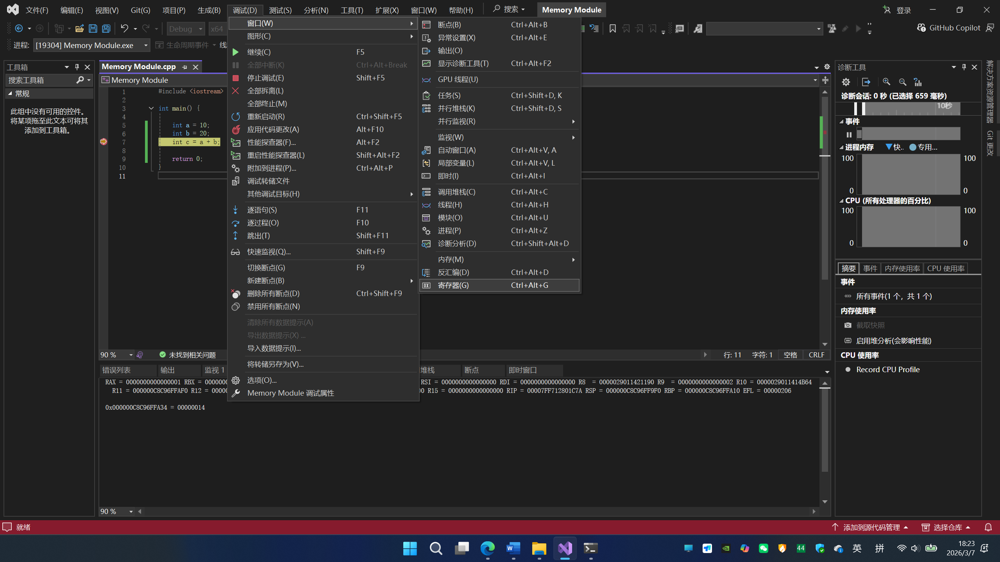 文件(F) 编辑(E) 视图(V) Git(G) 项目(P) 生成(B) 调试(D) 测试(S) 分析(N) 工具(T) 扩展(X) 窗口(W) 帮助(H) 搜索 Memory Module 登录
Debug x64 GitHub Copilot
进程: [19304] Memory Module.exe 生命周期事件
工具箱
搜索工具箱
常规
此组中没有可用的控件。
将某项拖至此文本可将其
添加到工具箱。
Memory Module.cpp
Memory Module
1 #include <iostream>
2
3 int main() {
4
5 int a = 10;
6 int b = 20;
7 int c = a + b;
8
9 return 0;
10 }
11
90 % 未找到相关问题 行: 11 字符: 1 空格 CRLF
窗口(W)
图形(C)
继续(C) F5
全部中断(K) Ctrl+Alt+Break
停止调试(E) Shift+F5
全部拆离(L)
全部终止(M)
重新启动(R) Ctrl+Shift+F5
应用代码更改(A) Alt+F10
性能探查器(F)... Alt+F2
重启性能探查器(L) Shift+Alt+F2
附加到进程(P)... Ctrl+Alt+P
调试转储文件
其他调试目标(H)
逐语句(S) F11
逐过程(O) F10
跳出(T) Shift+F11
快速监视(Q)... Shift+F9
切换断点(G) F9
新建断点(B)
删除所有断点(D) Ctrl+Shift+F9
禁用所有断点(N)
清除所有数据提示(A)
导出数据提示(X) ...
导入数据提示(I)...
将转储另存为(V)...
选项(O)...
Memory Module 调试属性
断点(B) Ctrl+Alt+B
异常设置(X) Ctrl+Alt+E
输出(O)
显示诊断工具(T) Ctrl+Alt+F2
GPU 线程(U)
任务(S) Ctrl+Shift+D, K
并行堆栈(K) Ctrl+Shift+D, S
并行监视(R)
监视(W)
自动窗口(A) Ctrl+Alt+V, A
局部变量(L) Ctrl+Alt+V, L
即时(I) Ctrl+Alt+I
调用堆栈(C) Ctrl+Alt+C
线程(H) Ctrl+Alt+H
模块(O) Ctrl+Alt+U
进程(P) Ctrl+Alt+Z
诊断分析(D) Ctrl+Shift+Alt+D
内存(M)
反汇编(D) Ctrl+Alt+D
寄存器(G) Ctrl+Alt+G
错误列表 输出 监视 1 堆栈 断点 即时窗口
RAX = 0000000000000001 RBX = 0000000 RSI = 0000000000000000 RDI = 0000000000000000 R8 = 0000029011421190 R9 = 0000000000000002 R10 = 0000029011414B64
R11 = 000000C8C96FFAF0 R12 = 00000 00 R15 = 0000000000000000 RIP = 00007FF712801C7A RSP = 000000C8C96FF9F0 RBP = 000000C8C96FFA10 EFL = 00000206
0x000000C8C96FFA34 = 00000014
90 %
诊断工具
诊断会话: 0 秒 (已选择 659 毫秒)
10秒
事件
进程内存 快.. 专用...
100 100
0 0
CPU (所有处理器的百分比)
100 100
0 0
摘要 事件 内存使用率 CPU 使用率
事件
所有事件(1 个，共 1 个)
内存使用率
截取快照
启用堆分析(会影响性能)
CPU 使用率
Record CPU Profile
解决方案资源管理器
Git 更改
就绪 添加到源代码管理 选择仓库
44 英 拼 18:23
2026/3/7